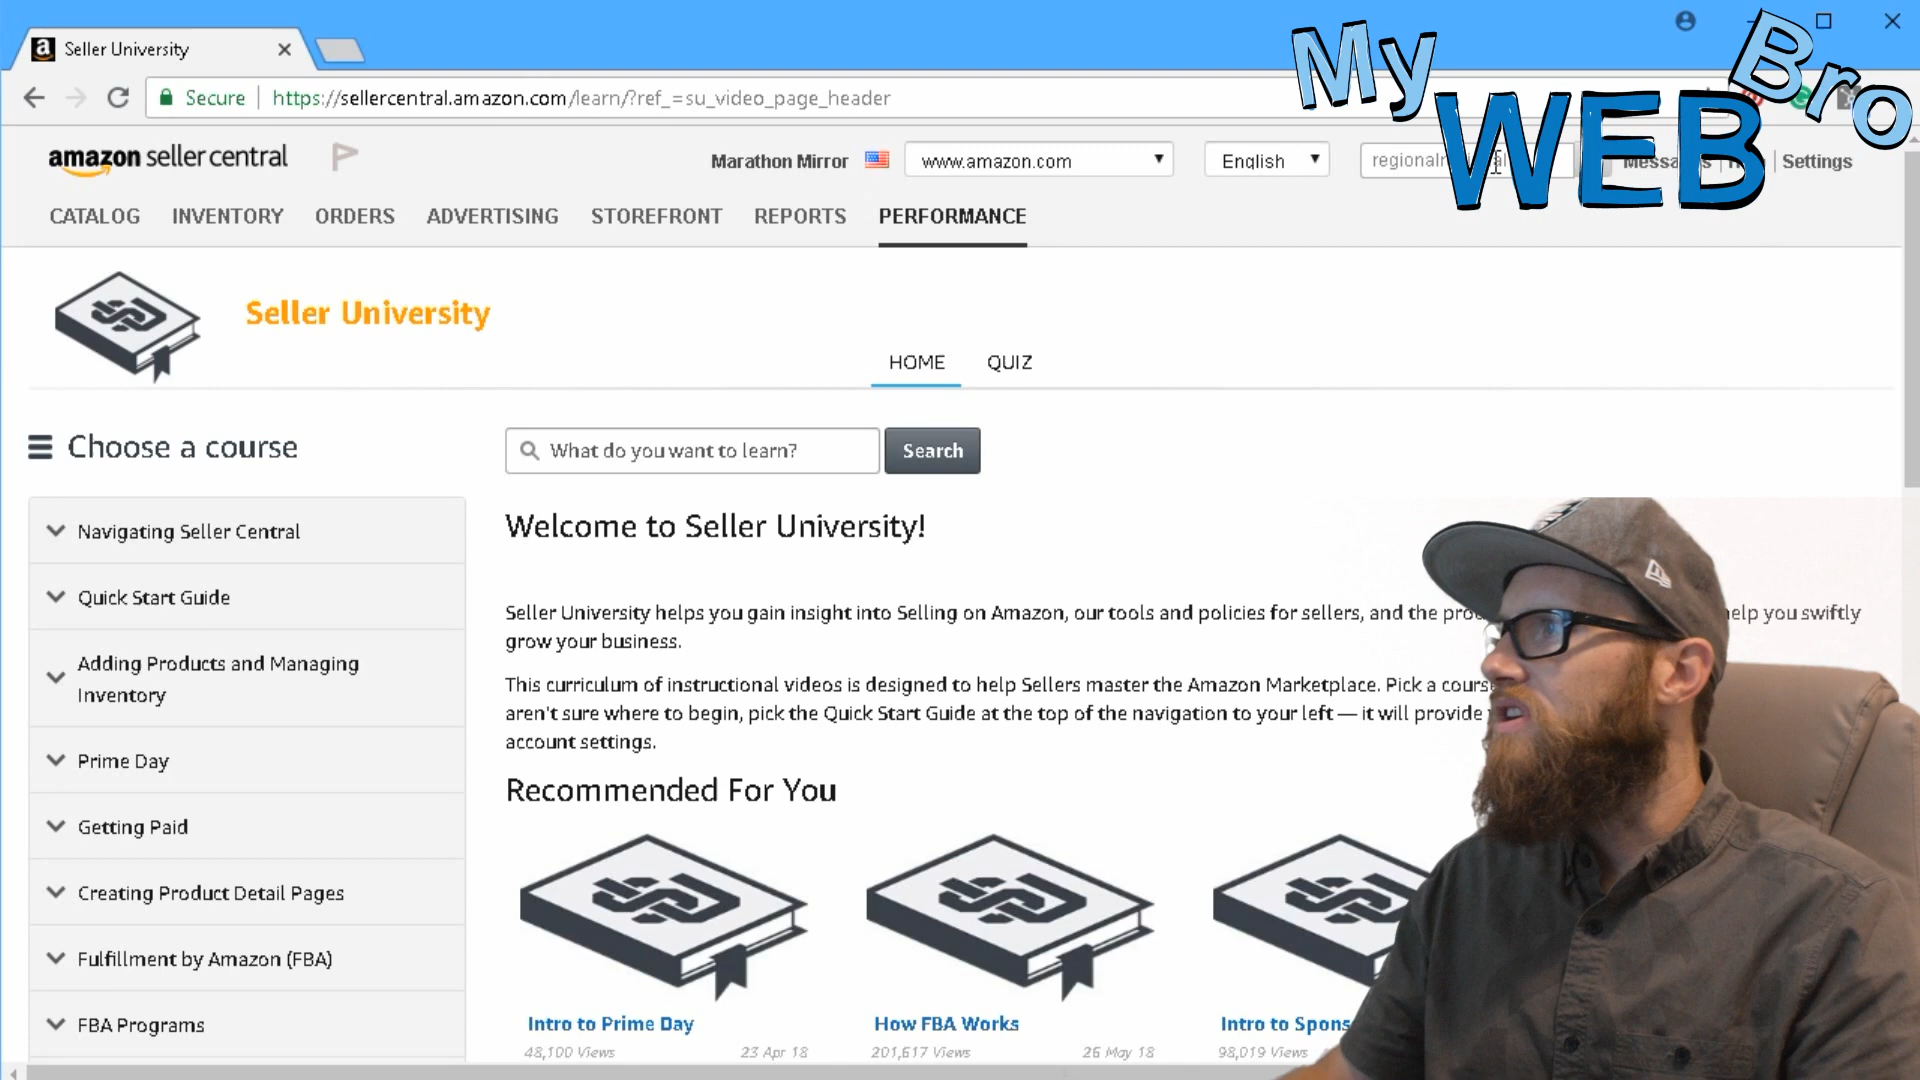 Seller University
My WEB Bro
Secure https://sellercentral.amazon.com/learn/?ref_=su_video_page_header
amazon seller central
Marathon Mirror
www.amazon.com
English
Settings
CATALOG INVENTORY ORDERS ADVERTISING STOREFRONT REPORTS PERFORMANCE
Seller University
HOME QUIZ
Choose a course
What do you want to learn?
Search
Navigating Seller Central
Quick Start Guide
Adding Products and Managing
Inventory
Prime Day
Getting Paid
Creating Product Detail Pages
Fulfillment by Amazon (FBA)
FBA Programs
Welcome to Seller University!
Seller University helps you gain insight into Selling on Amazon, our tools and policies for sellers, and the you swiftly
grow your business.
This curriculum of instructional videos is designed to help Sellers master the Amazon Marketplace. Pick a
aren't sure where to begin, pick the Quick Start Guide at the top of the navigation to your left — it will provide
account settings.
Recommended For You
Intro to Prime Day
48,100 Views 23 Apr 18
How FBA Works
201,617 Views 26 May 18
Intro to
98,019 Views